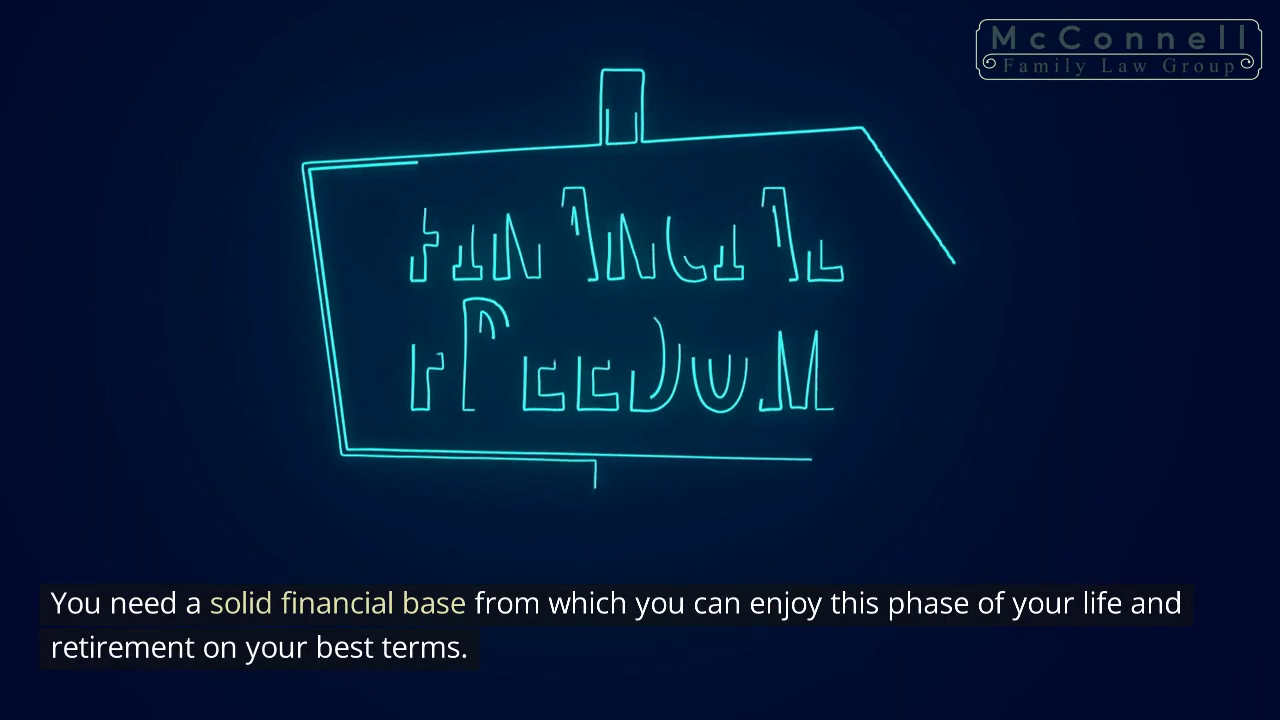 McConnell
Family Law Group
FINANCIAL
FREEDOM
You need a solid financial base from which you can enjoy this phase of your life and
retirement on your best terms.